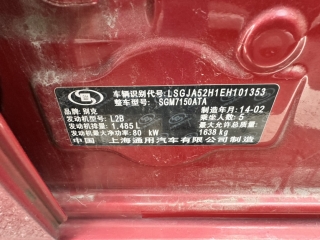 车辆识别代号: LSGJA52H1EH101353
整车型号: SGM7150ATA
品牌 别克 制造年月 14-02
发动机型号 L2B 乘坐人数 5
发动机排量 1.485 L 最大允许总质量
发动机最大净功率 80 kW 1638 kg
中国 上海通用汽车有限公司制造